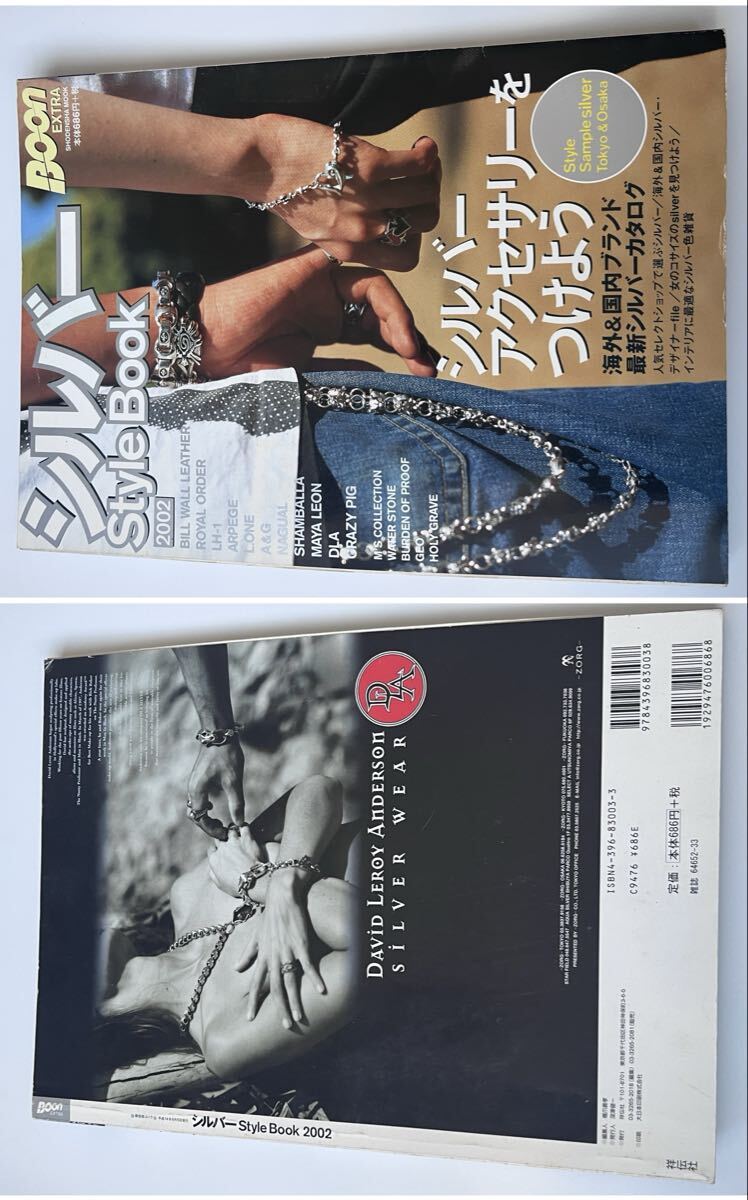 Boon
EXTRA
SHODENSHA MOOK
本体686円+税
シルバー
Style Book
2002
BILL WALL LEATHER
ROYAL ORDER
LH-1
ARPEGE
L.ONE
A&G
NAGUAL
SHAMBALLA
MAYA LEON
DLA
CRAZY PIG
M'S COLLECTION
WATER STONE
BURDEN OF PROOF
GEO
HOLY GRAVE
シルバー
アクセサリーを
つけよう
Style
Sample silver
Tokyo & Osaka
海外&国内ブランド
最新シルバーカタログ
人気セレクトショップで選ぶシルバー/海外&国内シルバー・
デザイナーfile/女のコサイズのsilverを見つけよう/
インテリアに最適なシルバー色雑貨
DLA
DAVID LEROY ANDERSON
SILVER WEAR
-ZORG-
9784396830038
1929476006868
ISBN4-396-83003-3
C9476 ¥686E
定価:本体686円+税
雑誌 64652-33
祥伝社
Boon
EXTRA
シルバー Style Book 2002